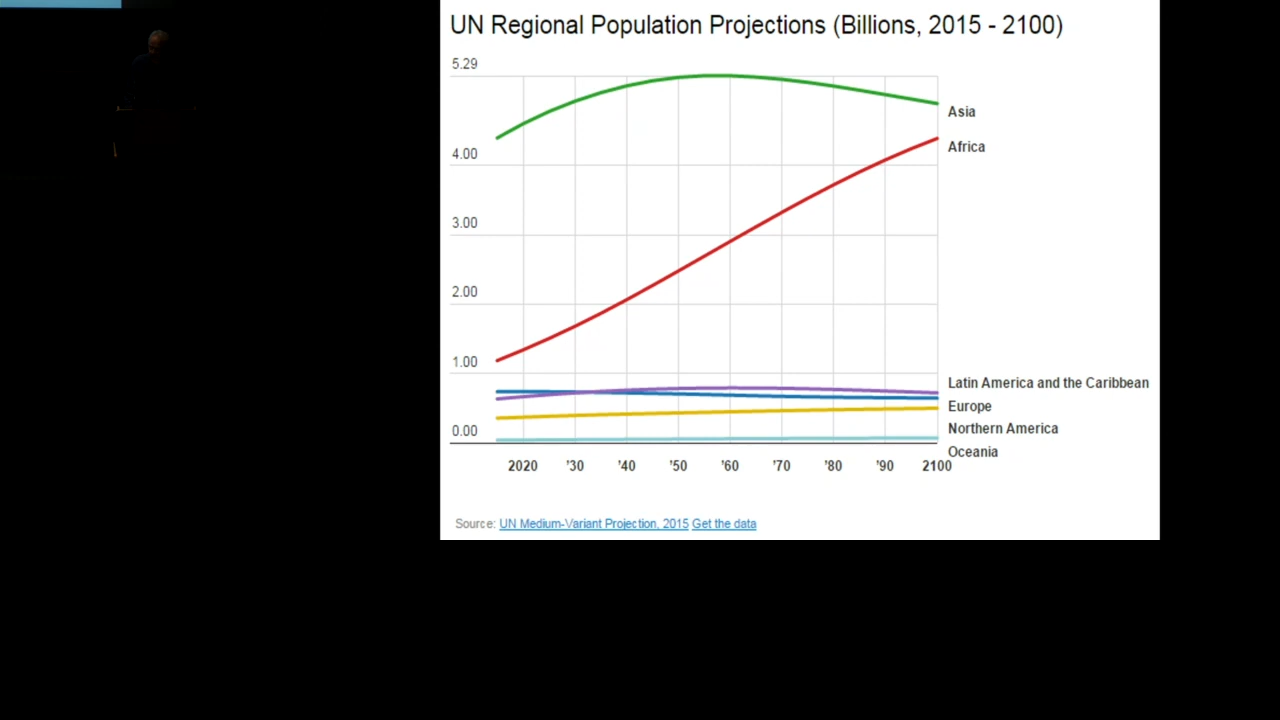 UN Regional Population Projections (Billions, 2015 - 2100)
5.29
4.00
3.00
2.00
1.00
0.00
Asia
Africa
Latin America and the Caribbean
Europe
Northern America
Oceania
2020 '30 '40 '50 '60 '70 '80 '90 2100
Source: UN Medium-Variant Projection, 2015 Get the data